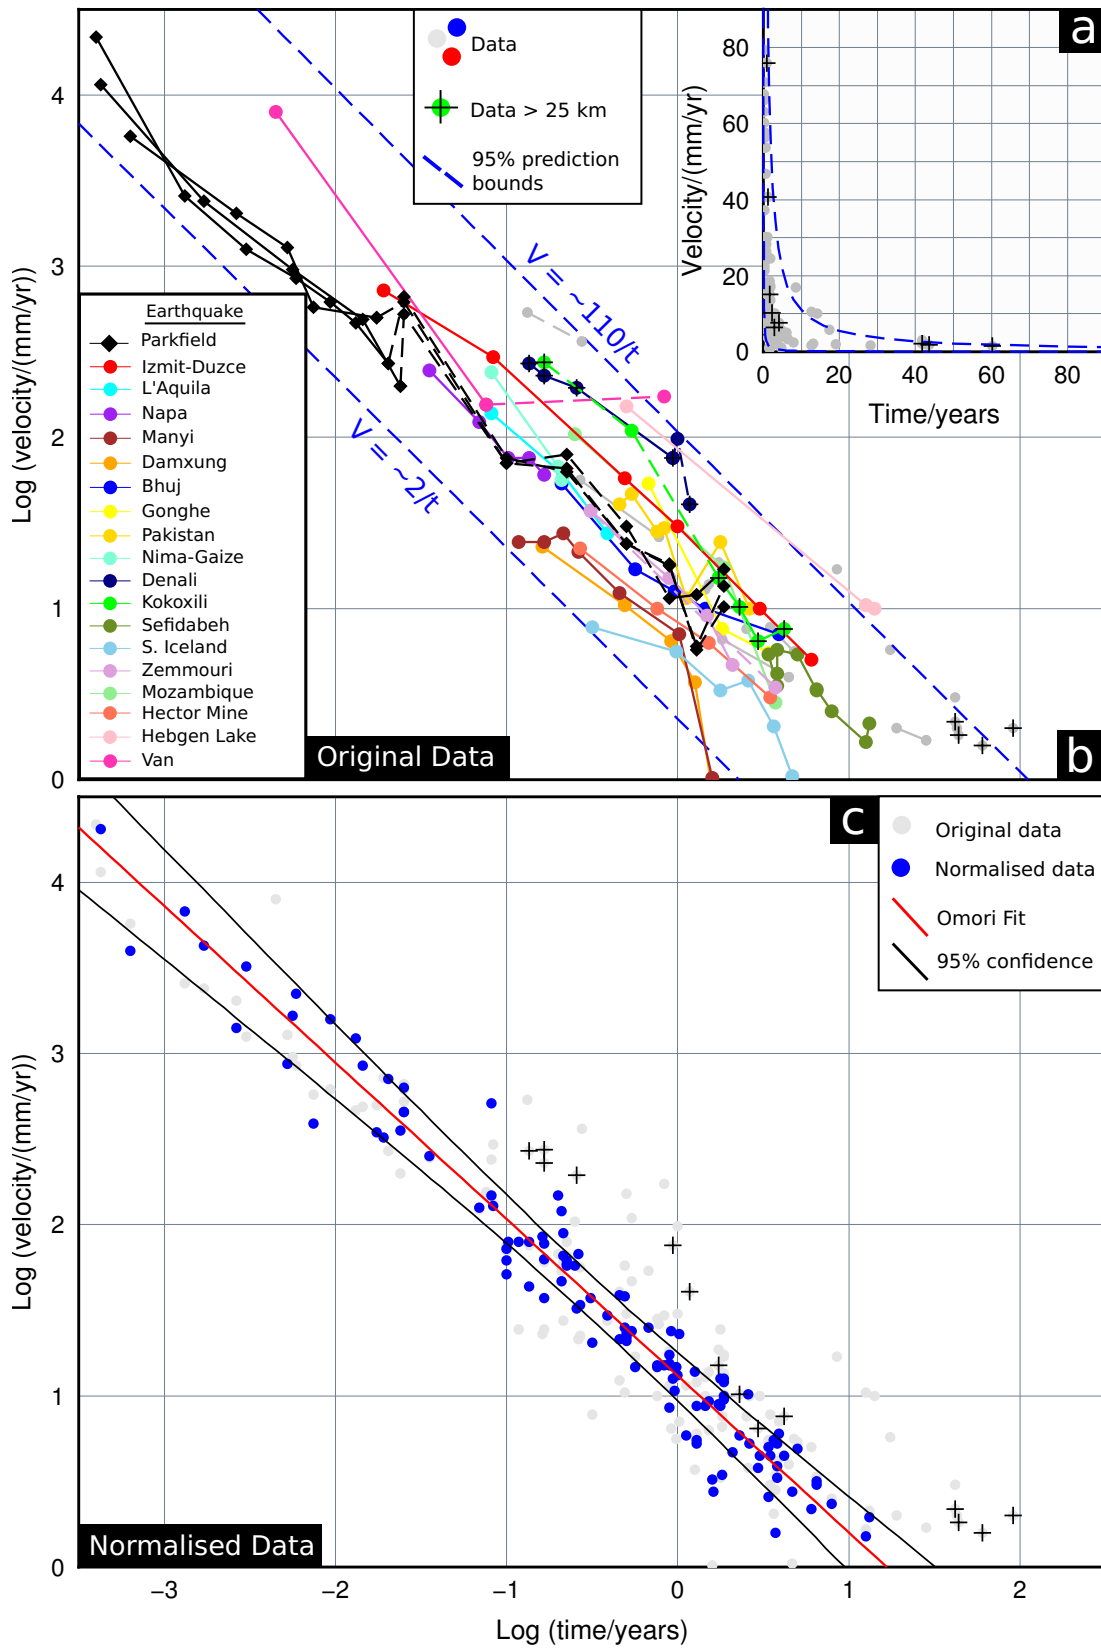 a
Data
Data > 25 km
95% prediction
bounds
Velocity/(mm/yr)
80
60
40
20
0
0
20
40
60
80
Time/years
Log (velocity/(mm/yr))
4
3
2
1
0
V = ~110/t
V = ~2/t
Earthquake
Parkfield
Izmit-Duzce
L'Aquila
Napa
Manyi
Damxung
Bhuj
Gonghe
Pakistan
Nima-Gaize
Denali
Kokoxili
Sefidabeh
S. Iceland
Zemmouri
Mozambique
Hector Mine
Hebgen Lake
Van
Original Data
b
c
Original data
Normalised data
Omori Fit
95% confidence
Log (velocity/(mm/yr))
4
3
2
1
0
Normalised Data
−3
−2
−1
0
1
2
Log (time/years)